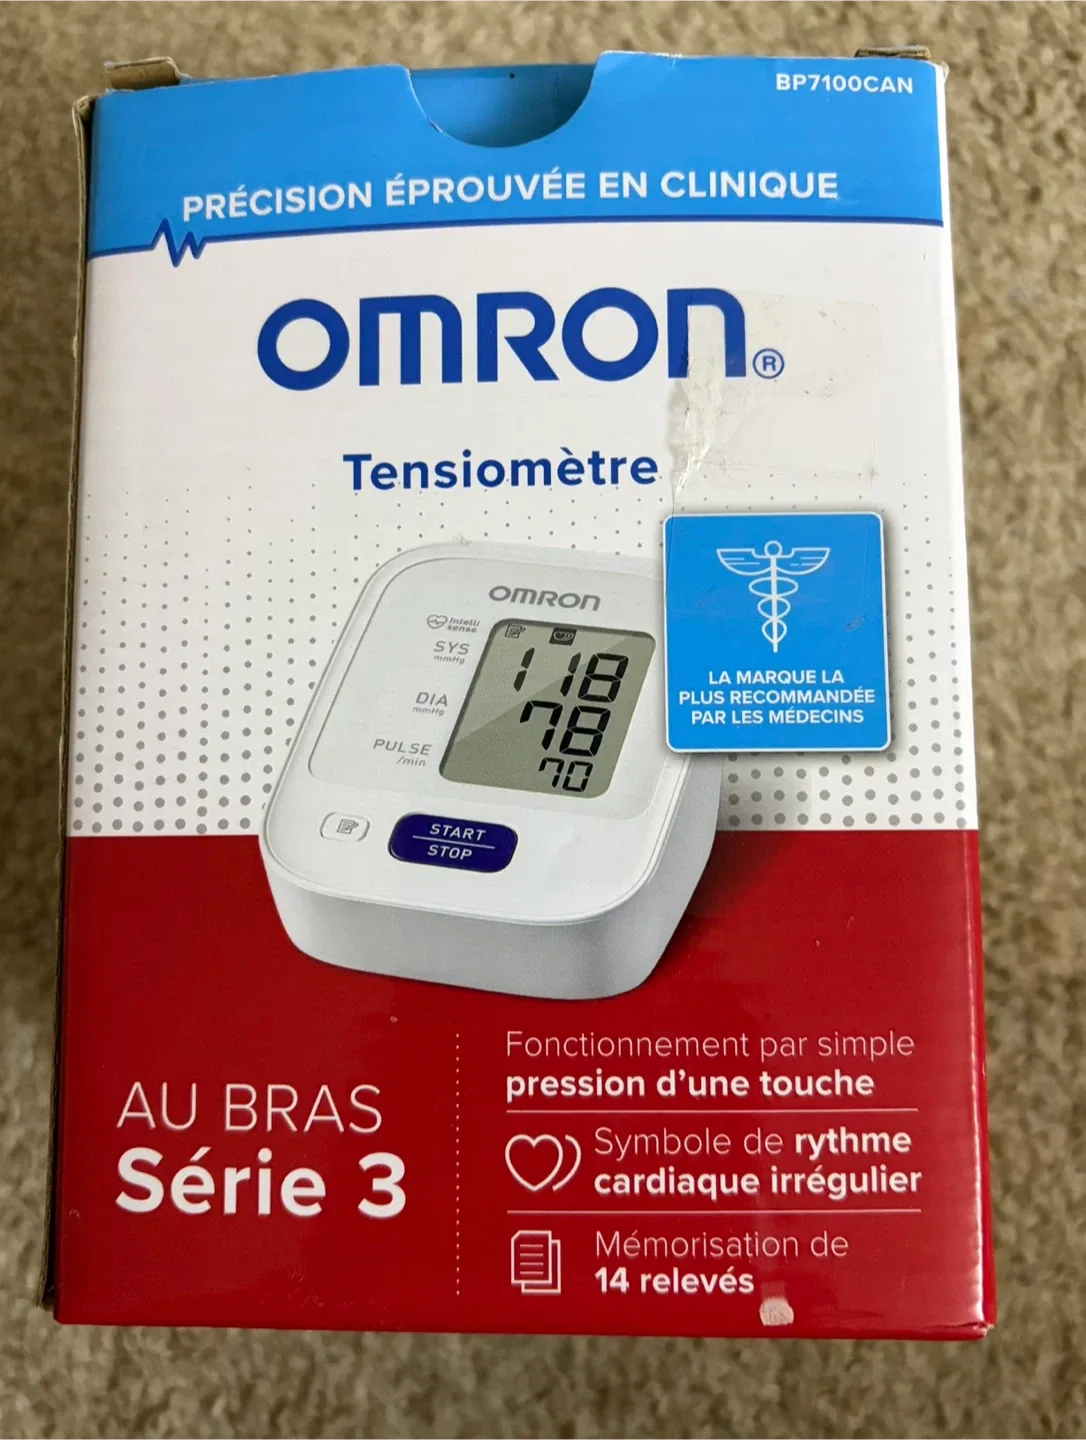 BP7100CAN
PRÉCISION ÉPROUVÉE EN CLINIQUE
OMRON®
Tensiomètre
OMRON
Intelli
sense
SYS
mmHg
118
DIA
mmHg
78
PULSE
/min
70
START
STOP
LA MARQUE LA
PLUS RECOMMANDÉE
PAR LES MÉDECINS
AU BRAS
Série 3
Fonctionnement par simple
pression d'une touche
Symbole de rythme
cardiaque irrégulier
Mémorisation de
14 relevés